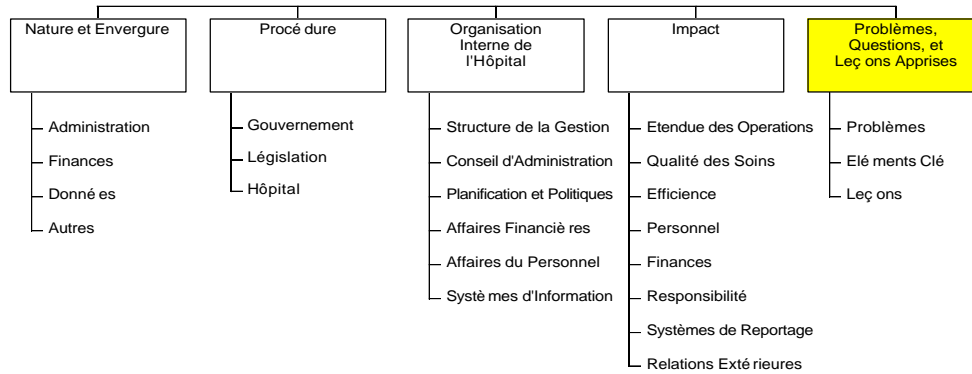 Nature et Envergure
Administration
Finances
Donné es
Autres
Procé dure
Gouvernement
Législation
Hôpital
Organisation
Interne de
l'Hôpital
Structure de la Gestion
Conseil d'Administration
Planification et Politiques
Affaires Financiè res
Affaires du Personnel
Systè mes d'Information
Impact
Etendue des Operations
Qualité des Soins
Efficience
Personnel
Finances
Responsibilité
Systèmes de Reportage
Relations Exté rieures
Problèmes,
Questions, et
Leç ons Apprises
Problèmes
Elé ments Clé
Leç ons